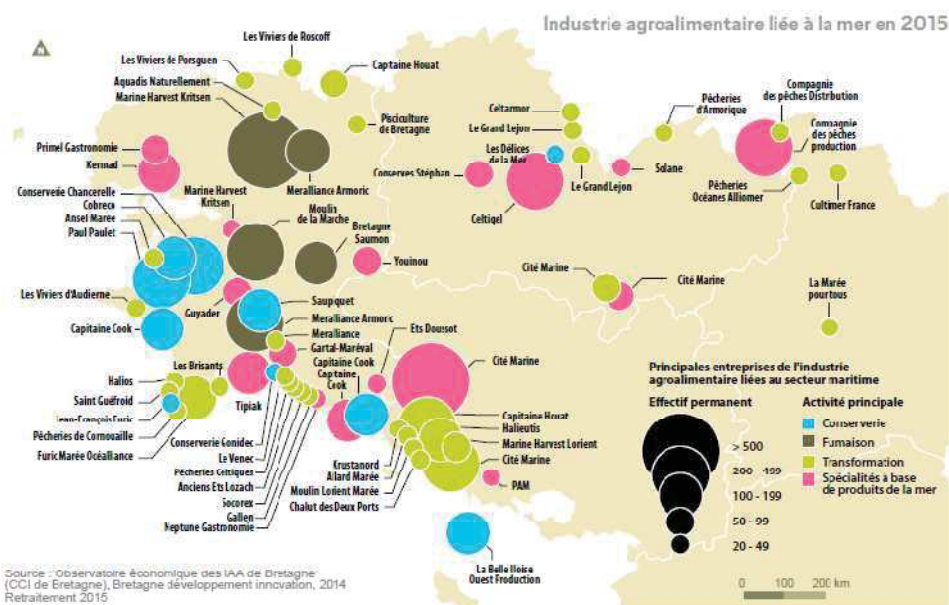 Industrie agroalimentaire liée à la mer en 2015
Les Viviers de Roscoff
Les Viviers de Porsguen
Captaine Houat
Aquadis Naturellement
Marine Harvest Kritsen
Pisciculture
de Bretagne
Primel Gastronomie
Kermad
Meralliance Armoric
Conserverie Chancerelle
Cobreco
Ansel Maree
Paul Paulet
Marine Harvest
Kritsen
Moulin
de la Marche
Bretagne
Saumon
Youinou
Les Viviers d'Audierne
Guyader
Saupiquet
Capitaine Cook
Meralliance Armoric
Meralliance
Gartal-Maréval
Ets Dousot
Celtarmor
Le Grand Lejon
Les Délices
de la Mer
Conserves Stéphan
Le Grand Lejon
Celtigel
Solane
Pêcheries
d'Armorique
Compagnie
des pêches Distribution
Compagnie
des pêches
production
Pêcheries
Océanes Alliomer
Cultimer France
Cité Marine
Cité Marine
La Marée
pour tous
Les Brisants
Halios
Saint Guéfroid
Jean-François Furic
Pêcheries de Cornouaille
Furic Marée Océalliance
Tipiak
Capitaine Cook
Captaine
Cook
Cité Marine
Conserverie Gonidec
Le Venec
Pêcheries Celtiques
Anciens Ets Lozach
Socorex
Gallen
Neptune Gastronomie
Capitaine Houat
Halieutis
Marine Harvest Lorient
Cité Marine
Krustanord
Allard Marée
Moulin Lorient Marée
Chalut des Deux Ports
PAM
La Belle Iloise
Ouest Production
Principales entreprises de l'industrie
agroalimentaire liées au secteur maritime
Effectif permanent
> 500
200 - 499
100 - 199
50 - 99
20 - 49
Activité principale
Conserverie
Fumaison
Transformation
Spécialités à base
de produits de la mer
0 100 200 km
Source : Observatoire économique des IAA de Bretagne
(CCI de Bretagne), Bretagne développement innovation, 2014
Retraitement 2015